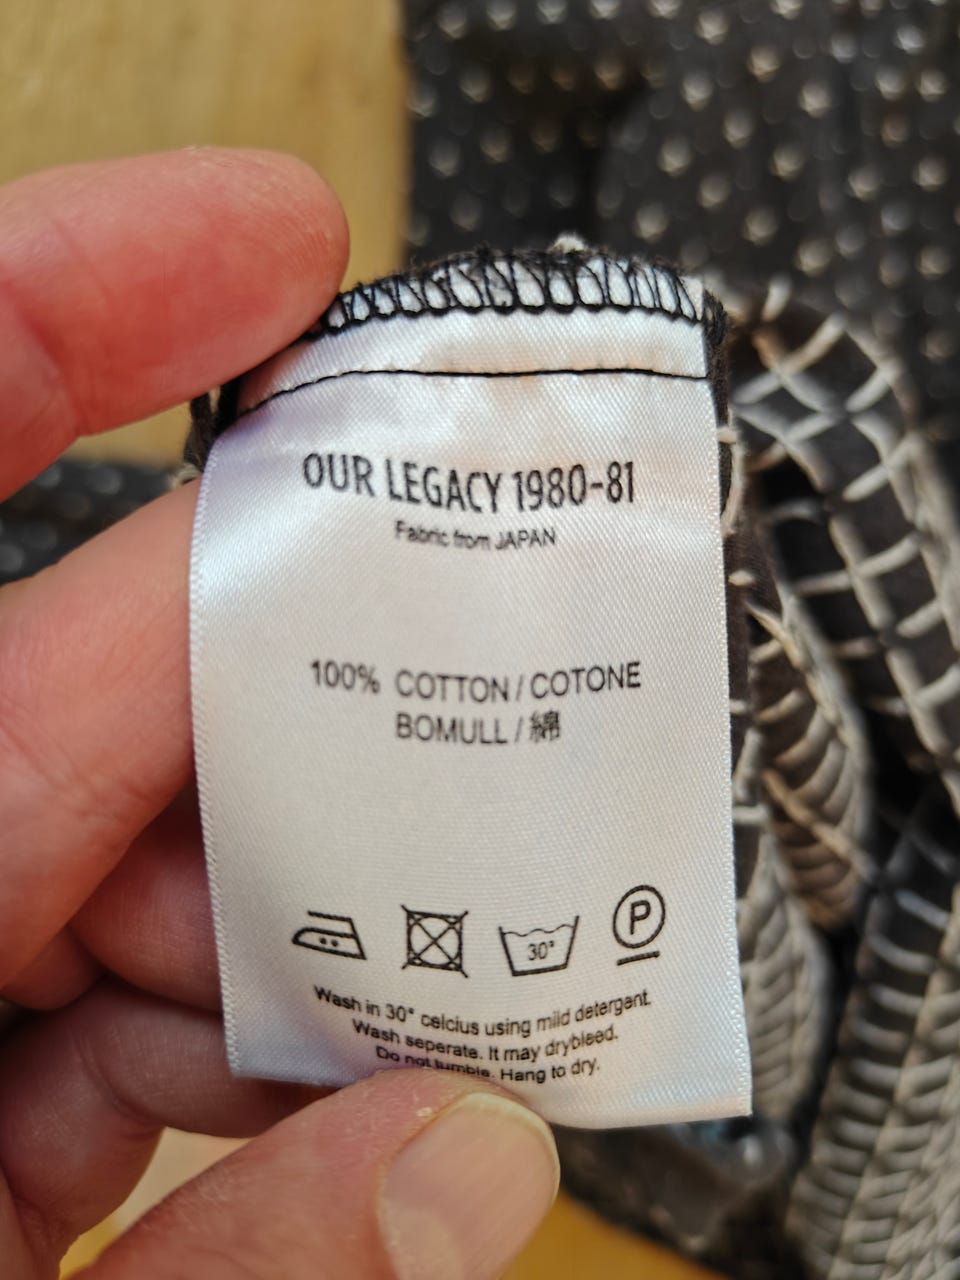 OUR LEGACY 1980-81
Fabric from JAPAN
100% COTTON / COTONE
BOMULL / 綿
30°
P
Wash in 30° celcius using mild detergent.
Wash seperate. It may drybleed.
Do not tumble. Hang to dry.